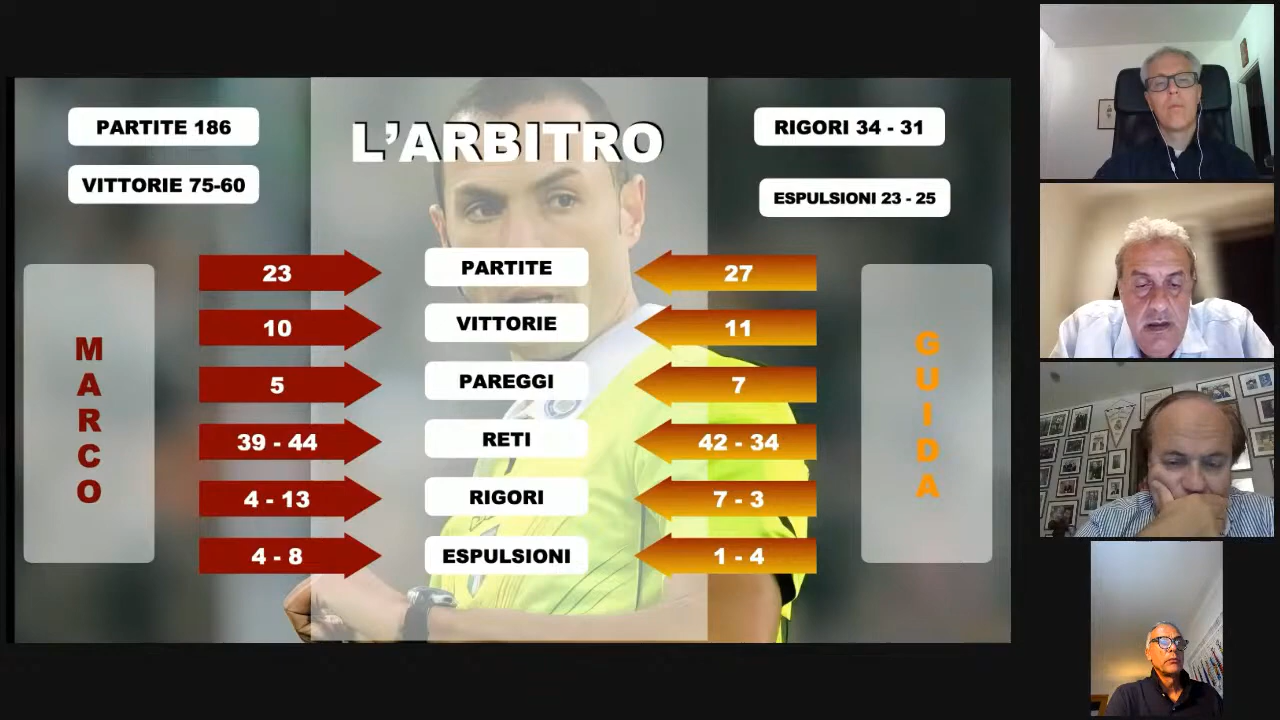 L'ARBITRO
PARTITE 186
VITTORIE 75-60
RIGORI 34 - 31
ESPULSIONI 23 - 25
MARCO
GUIDA
23 PARTITE 27
10 VITTORIE 11
5 PAREGGI 7
39 - 44 RETI 42 - 34
4 - 13 RIGORI 7 - 3
4 - 8 ESPULSIONI 1 - 4